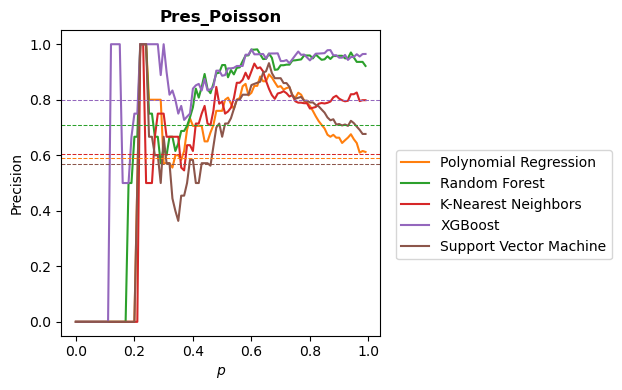 Pres_Poisson
Precision
1.0
0.8
0.6
0.4
0.2
0.0
0.0 0.2 0.4 0.6 0.8 1.0
p
Polynomial Regression
Random Forest
K-Nearest Neighbors
XGBoost
Support Vector Machine